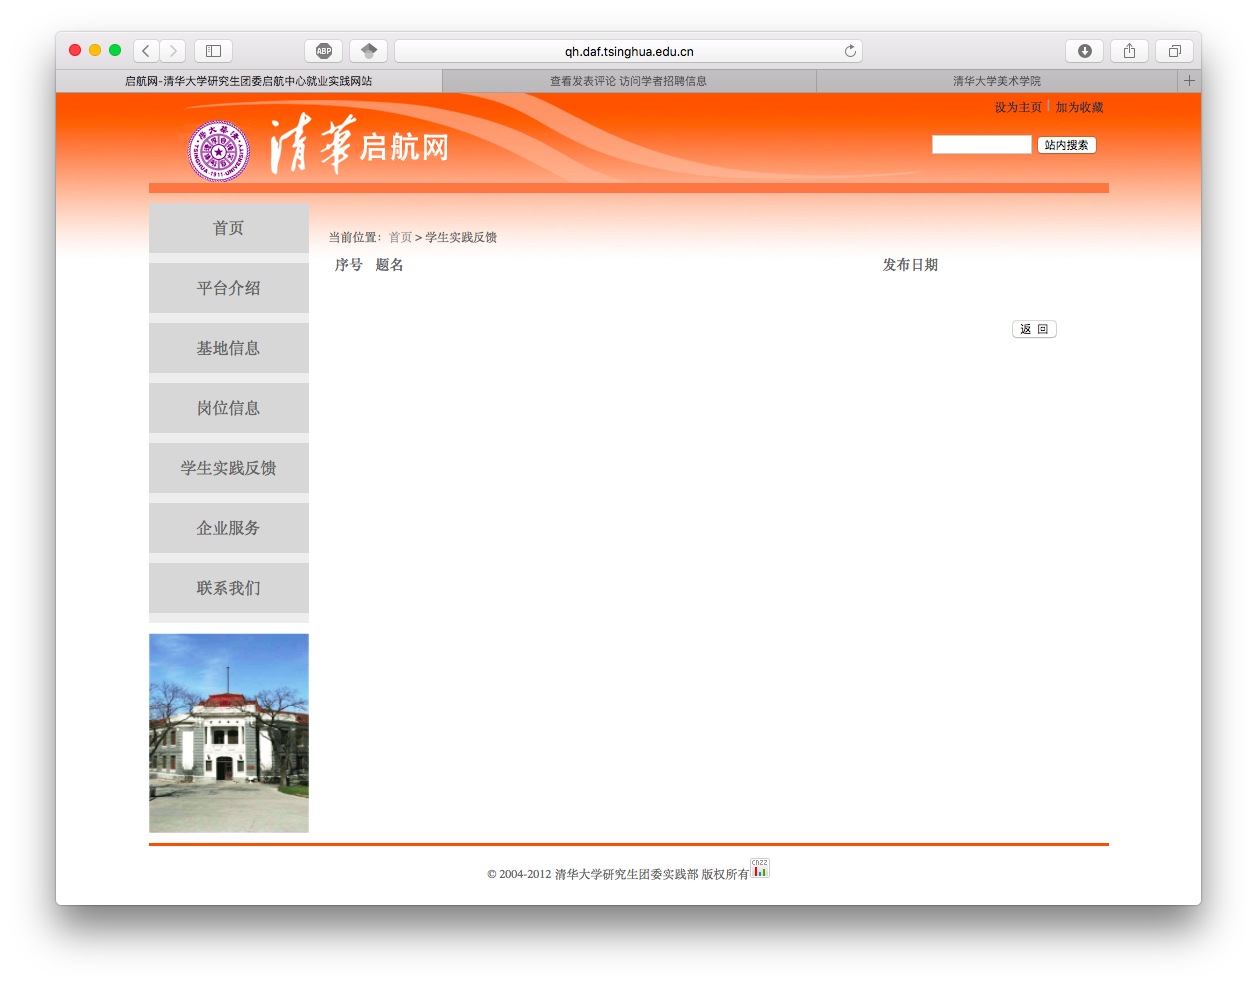 qh.daf.tsinghua.edu.cn
ABP
启航网-清华大学研究生团委启航中心就业实践网站
查看发表评论 访问学者招聘信息
清华大学美术学院
设为主页 | 加为收藏
清華启航网
TSINGHUA UNIVERSITY
·1911·
站内搜索
首页
平台介绍
基地信息
岗位信息
学生实践反馈
企业服务
联系我们
当前位置： 首页 > 学生实践反馈
序号 题名 发布日期
返 回
© 2004-2012 清华大学研究生团委实践部 版权所有
CNZZ